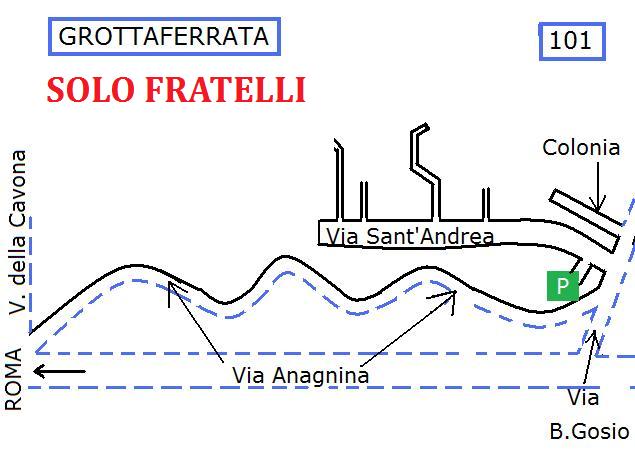 GROTTAFERRATA
101
SOLO FRATELLI
Colonia
V. della Cavona
Via Sant'Andrea
P
ROMA
Via Anagnina
Via
B.Gosio